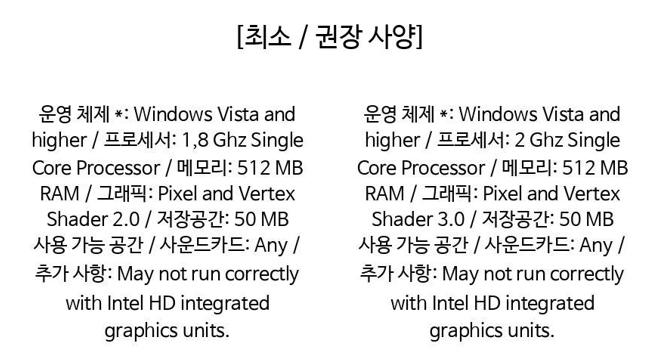 [최소 / 권장 사양]
운영 체제 *: Windows Vista and
higher / 프로세서: 1,8 Ghz Single
Core Processor / 메모리: 512 MB
RAM / 그래픽: Pixel and Vertex
Shader 2.0 / 저장공간: 50 MB
사용 가능 공간 / 사운드카드: Any /
추가 사항: May not run correctly
with Intel HD integrated
graphics units.
운영 체제 *: Windows Vista and
higher / 프로세서: 2 Ghz Single
Core Processor / 메모리: 512 MB
RAM / 그래픽: Pixel and Vertex
Shader 3.0 / 저장공간: 50 MB
사용 가능 공간 / 사운드카드: Any /
추가 사항: May not run correctly
with Intel HD integrated
graphics units.